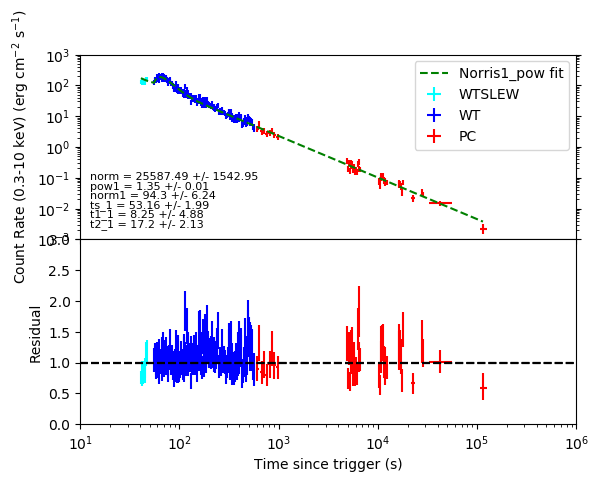 Count Rate (0.3-10 keV) (erg cm⁻² s⁻¹)
10³
10²
10¹
10⁰
10⁻¹
10⁻²
10⁻³
Norris1_pow fit
WTSLEW
WT
PC
norm = 25587.49 +/- 1542.95
pow1 = 1.35 +/- 0.01
norm1 = 94.3 +/- 6.24
ts_1 = 53.16 +/- 1.99
t1_1 = 8.25 +/- 4.88
t2_1 = 17.2 +/- 2.13
Residual
3.0
2.5
2.0
1.5
1.0
0.5
0.0
10¹ 10² 10³ 10⁴ 10⁵ 10⁶
Time since trigger (s)